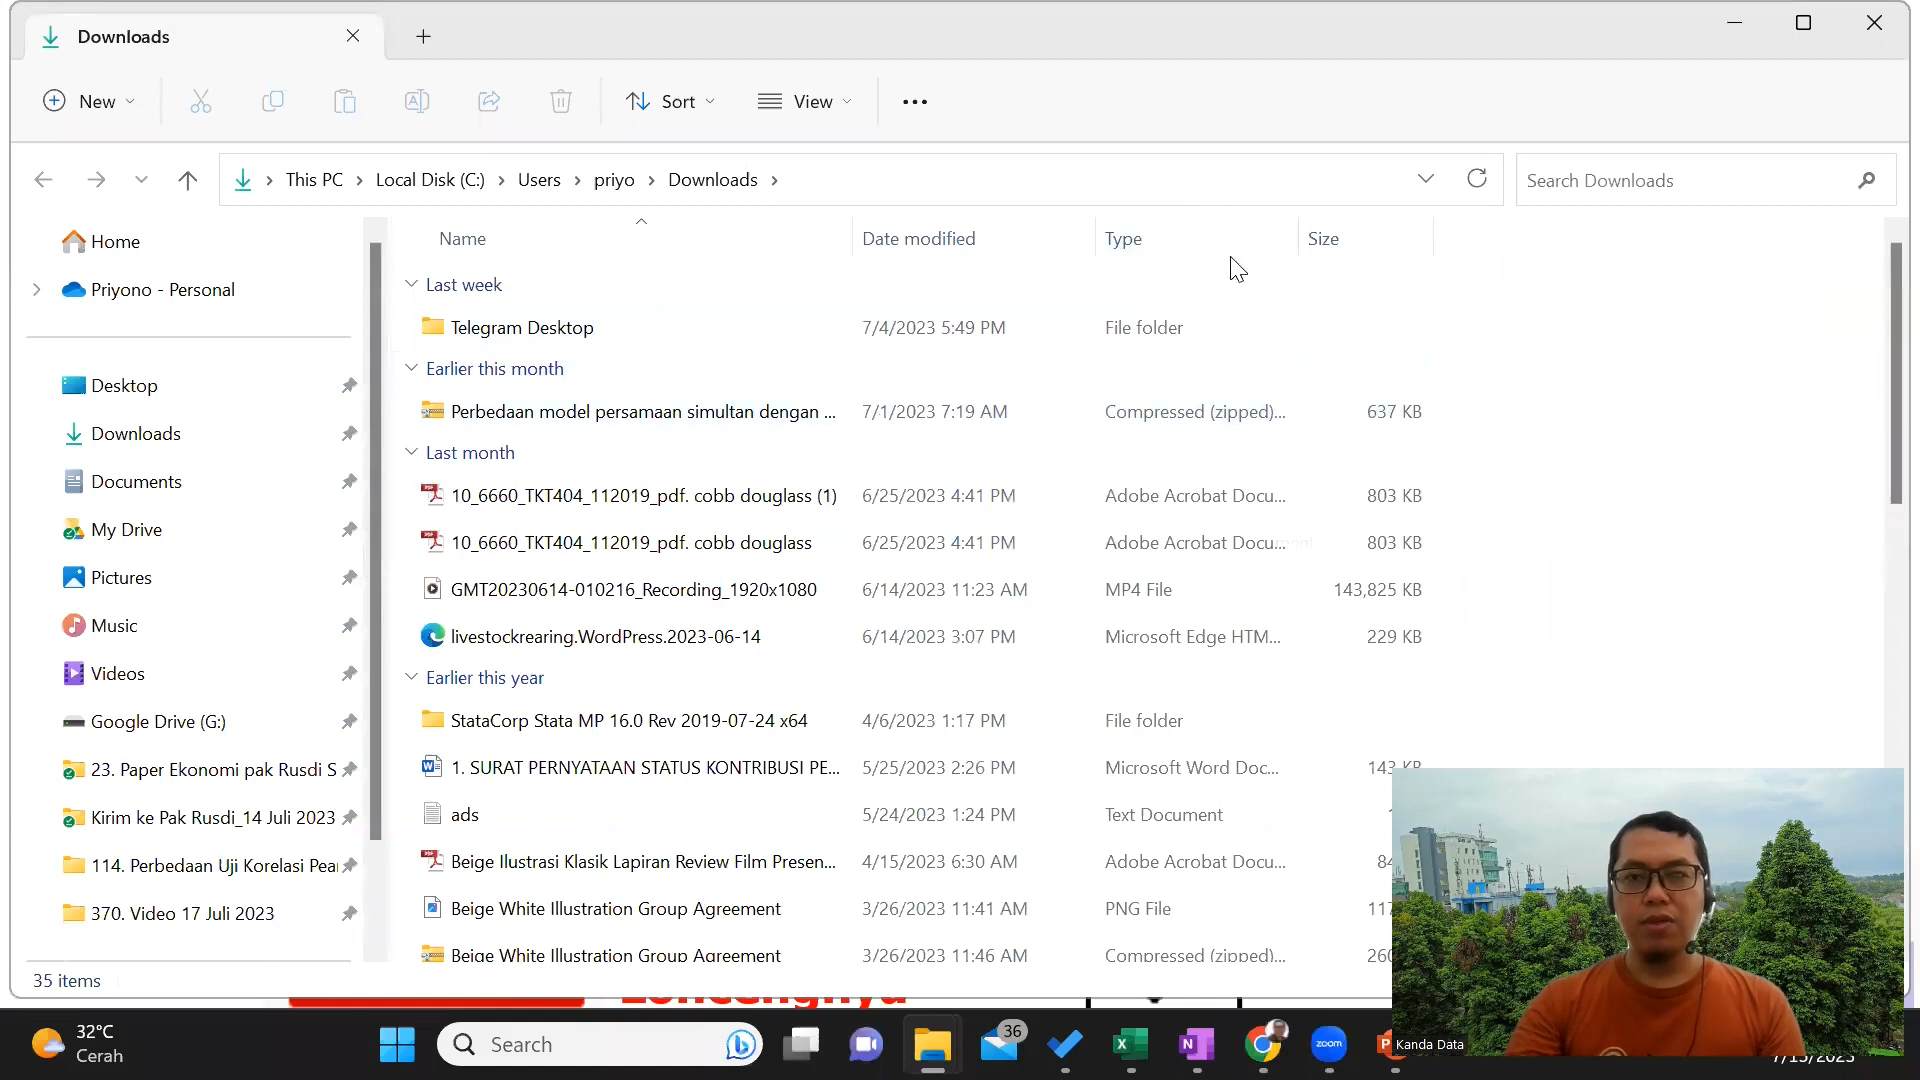 Downloads
New Sort View
This PC Local Disk (C:) Users priyo Downloads Search Downloads
Home
Priyono - Personal
Desktop
Downloads
Documents
My Drive
Pictures
Music
Videos
Google Drive (G:)
23. Paper Ekonomi pak Rusdi S
Kirim ke Pak Rusdi_14 Juli 2023
114. Perbedaan Uji Korelasi Pear
370. Video 17 Juli 2023
Name Date modified Type Size
Last week
Telegram Desktop 7/4/2023 5:49 PM File folder
Earlier this month
Perbedaan model persamaan simultan dengan ... 7/1/2023 7:19 AM Compressed (zipped)... 637 KB
Last month
10_6660_TKT404_112019_pdf. cobb douglass (1) 6/25/2023 4:41 PM Adobe Acrobat Docu... 803 KB
10_6660_TKT404_112019_pdf. cobb douglass 6/25/2023 4:41 PM Adobe Acrobat Docu... 803 KB
GMT20230614-010216_Recording_1920x1080 6/14/2023 11:23 AM MP4 File 143,825 KB
livestockrearing.WordPress.2023-06-14 6/14/2023 3:07 PM Microsoft Edge HTM... 229 KB
Earlier this year
StataCorp Stata MP 16.0 Rev 2019-07-24 x64 4/6/2023 1:17 PM File folder
1. SURAT PERNYATAAN STATUS KONTRIBUSI PE... 5/25/2023 2:26 PM Microsoft Word Doc... 143 KB
ads 5/24/2023 1:24 PM Text Document
Beige Ilustrasi Klasik Lapiran Review Film Presen... 4/15/2023 6:30 AM Adobe Acrobat Docu... 84
Beige White Illustration Group Agreement 3/26/2023 11:41 AM PNG File 117
Beige White Illustration Group Agreement 3/26/2023 11:46 AM Compressed (zipped)... 260
35 items
32°C
Cerah
Search
36
zoom
Kanda Data